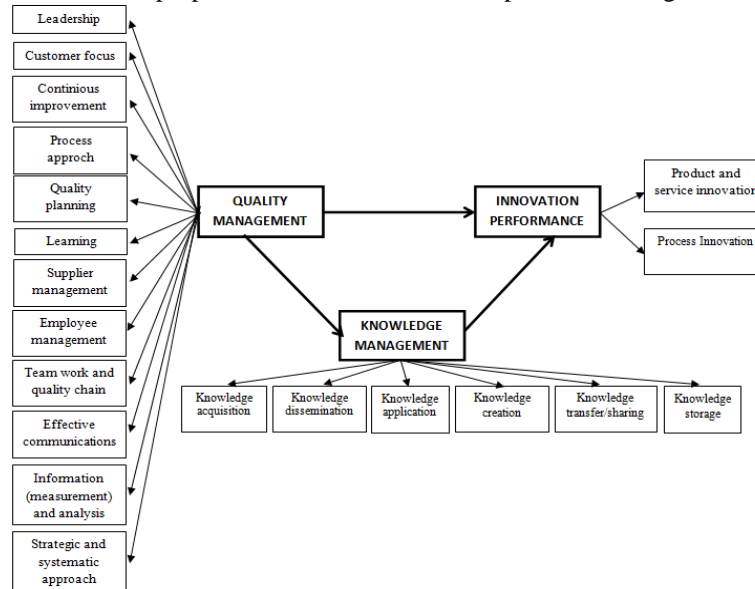 Leadership
Customer focus
Continious
improvement
Process
approch
Quality
planning
Learning
Supplier
management
Employee
management
Team work and
quality chain
Effective
communications
Information
(measurement)
and analysis
Strategic and
systematic
approach
QUALITY
MANAGEMENT
INNOVATION
PERFORMANCE
KNOWLEDGE
MANAGEMENT
Product and
service innovation
Process Innovation
Knowledge
acquisition
Knowledge
dissemination
Knowledge
application
Knowledge
creation
Knowledge
transfer/sharing
Knowledge
storage